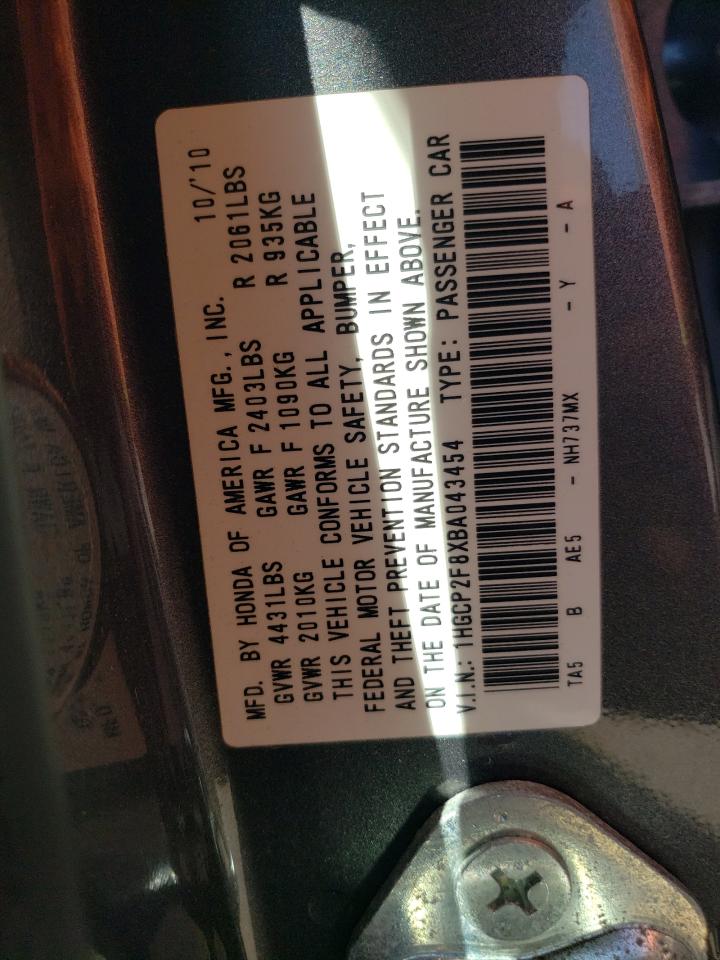 MFD. BY HONDA OF AMERICA MFG., INC. 10/'10
GVWR 4431LBS GAWR F 2403LBS R 2061LBS
GVWR 2010KG GAWR F 1090KG R 935KG
THIS VEHICLE CONFORMS TO ALL APPLICABLE
FEDERAL MOTOR VEHICLE SAFETY, BUMPER,
AND THEFT PREVENTION STANDARDS IN EFFECT
ON THE DATE OF MANUFACTURE SHOWN ABOVE.
V.I.N.: 1HGCP2F8XBA043454 TYPE: PASSENGER CAR
TA5 B AE5 - NH737MX - Y - A